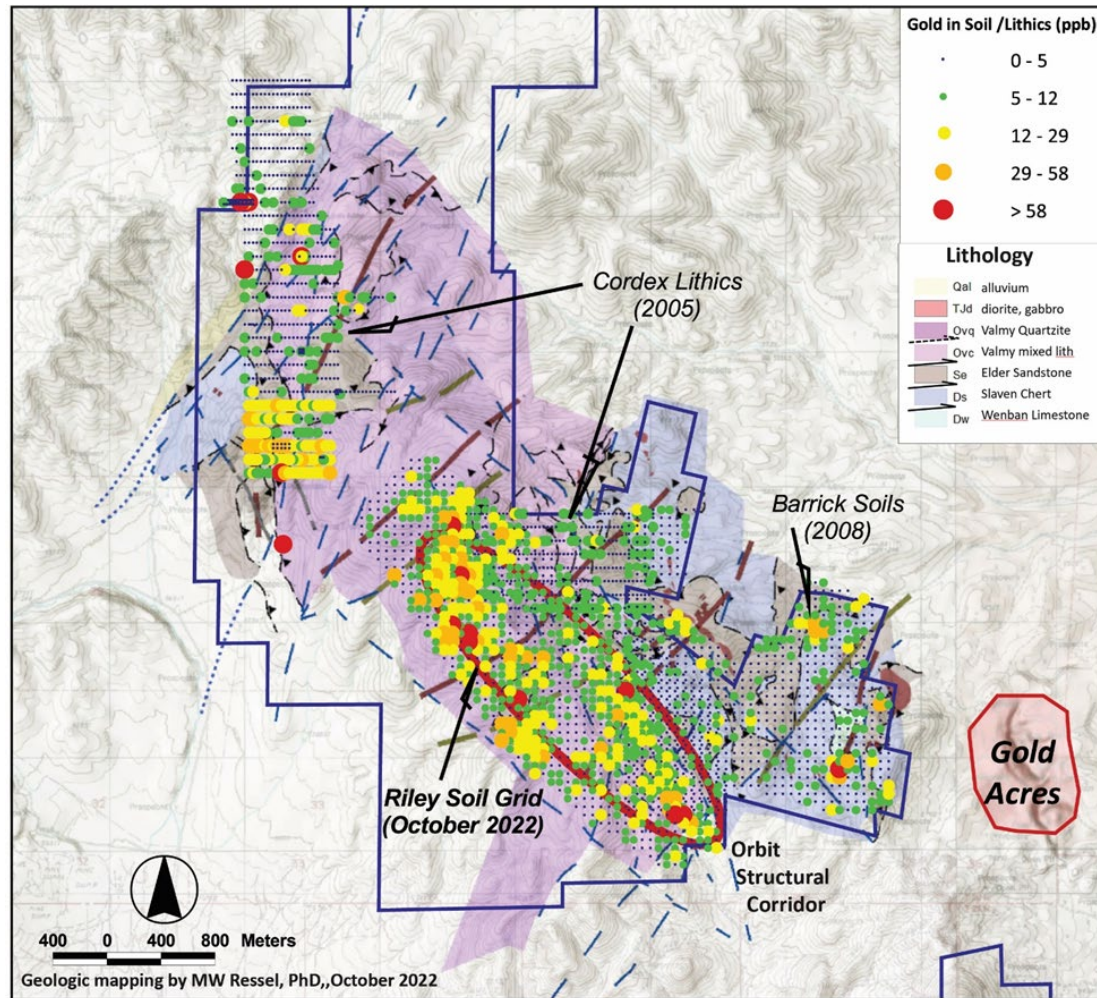 Gold in Soil /Lithics (ppb)
0 - 5
5 - 12
12 - 29
29 - 58
> 58
Lithology
Qal alluvium
TJd diorite, gabbro
Ovq Valmy Quartzite
Ovc Valmy mixed lith
Se Elder Sandstone
Ds Slaven Chert
Dw Wenban Limestone
Cordex Lithics
(2005)
Barrick Soils
(2008)
Gold
Acres
Riley Soil Grid
(October 2022)
Orbit
Structural
Corridor
400 0 400 800 Meters
Geologic mapping by MW Ressel, PhD,,October 2022